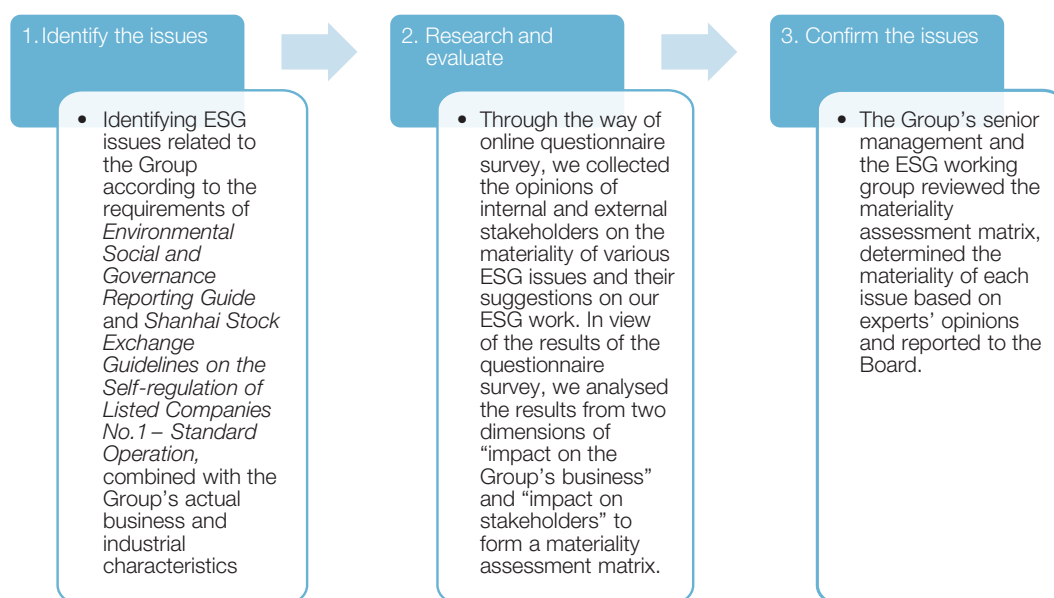 1. Identify the issues
• Identifying ESG
issues related to
the Group
according to the
requirements of
Environmental
Social and
Governance
Reporting Guide
and Shanhai Stock
Exchange
Guidelines on the
Self-regulation of
Listed Companies
No.1 – Standard
Operation,
combined with the
Group's actual
business and
industrial
characteristics
2. Research and
evaluate
• Through the way of
online questionnaire
survey, we collected
the opinions of
internal and external
stakeholders on the
materiality of various
ESG issues and their
suggestions on our
ESG work. In view
of the results of the
questionnaire
survey, we analysed
the results from two
dimensions of
“impact on the
Group's business”
and “impact on
stakeholders” to
form a materiality
assessment matrix.
3. Confirm the issues
• The Group's senior
management and
the ESG working
group reviewed the
materiality
assessment matrix,
determined the
materiality of each
issue based on
experts' opinions
and reported to the
Board.